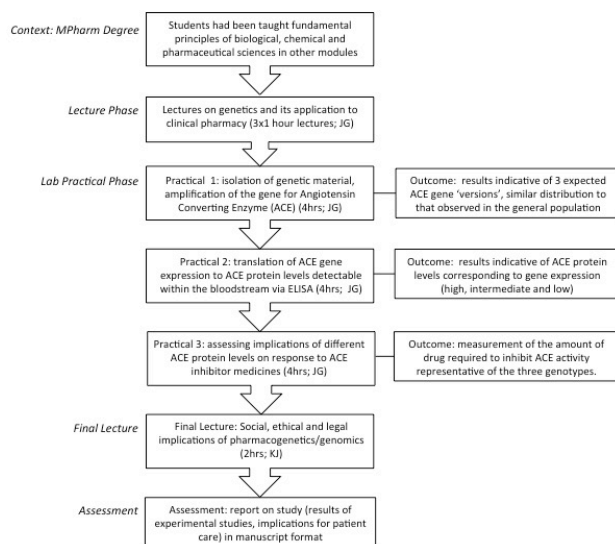 Context: MPharm Degree
Students had been taught fundamental
principles of biological, chemical and
pharmaceutical sciences in other modules
Lecture Phase
Lectures on genetics and its application to
clinical pharmacy (3x1 hour lectures; JG)
Lab Practical Phase
Practical 1: isolation of genetic material,
amplification of the gene for Angiotensin
Converting Enzyme (ACE) (4hrs; JG)
Outcome: results indicative of 3 expected
ACE gene 'versions', similar distribution to
that observed in the general population
Practical 2: translation of ACE gene
expression to ACE protein levels detectable
within the bloodstream via ELISA (4hrs; JG)
Outcome: results indicative of ACE protein
levels corresponding to gene expression
(high, intermediate and low)
Practical 3: assessing implications of different
ACE protein levels on response to ACE
inhibitor medicines (4hrs; JG)
Outcome: measurement of the amount of
drug required to inhibit ACE activity
representative of the three genotypes.
Final Lecture
Final Lecture: Social, ethical and legal
implications of pharmacogenetics/genomics
(2hrs; KJ)
Assessment
Assessment: report on study (results of
experimental studies, implications for patient
care) in manuscript format